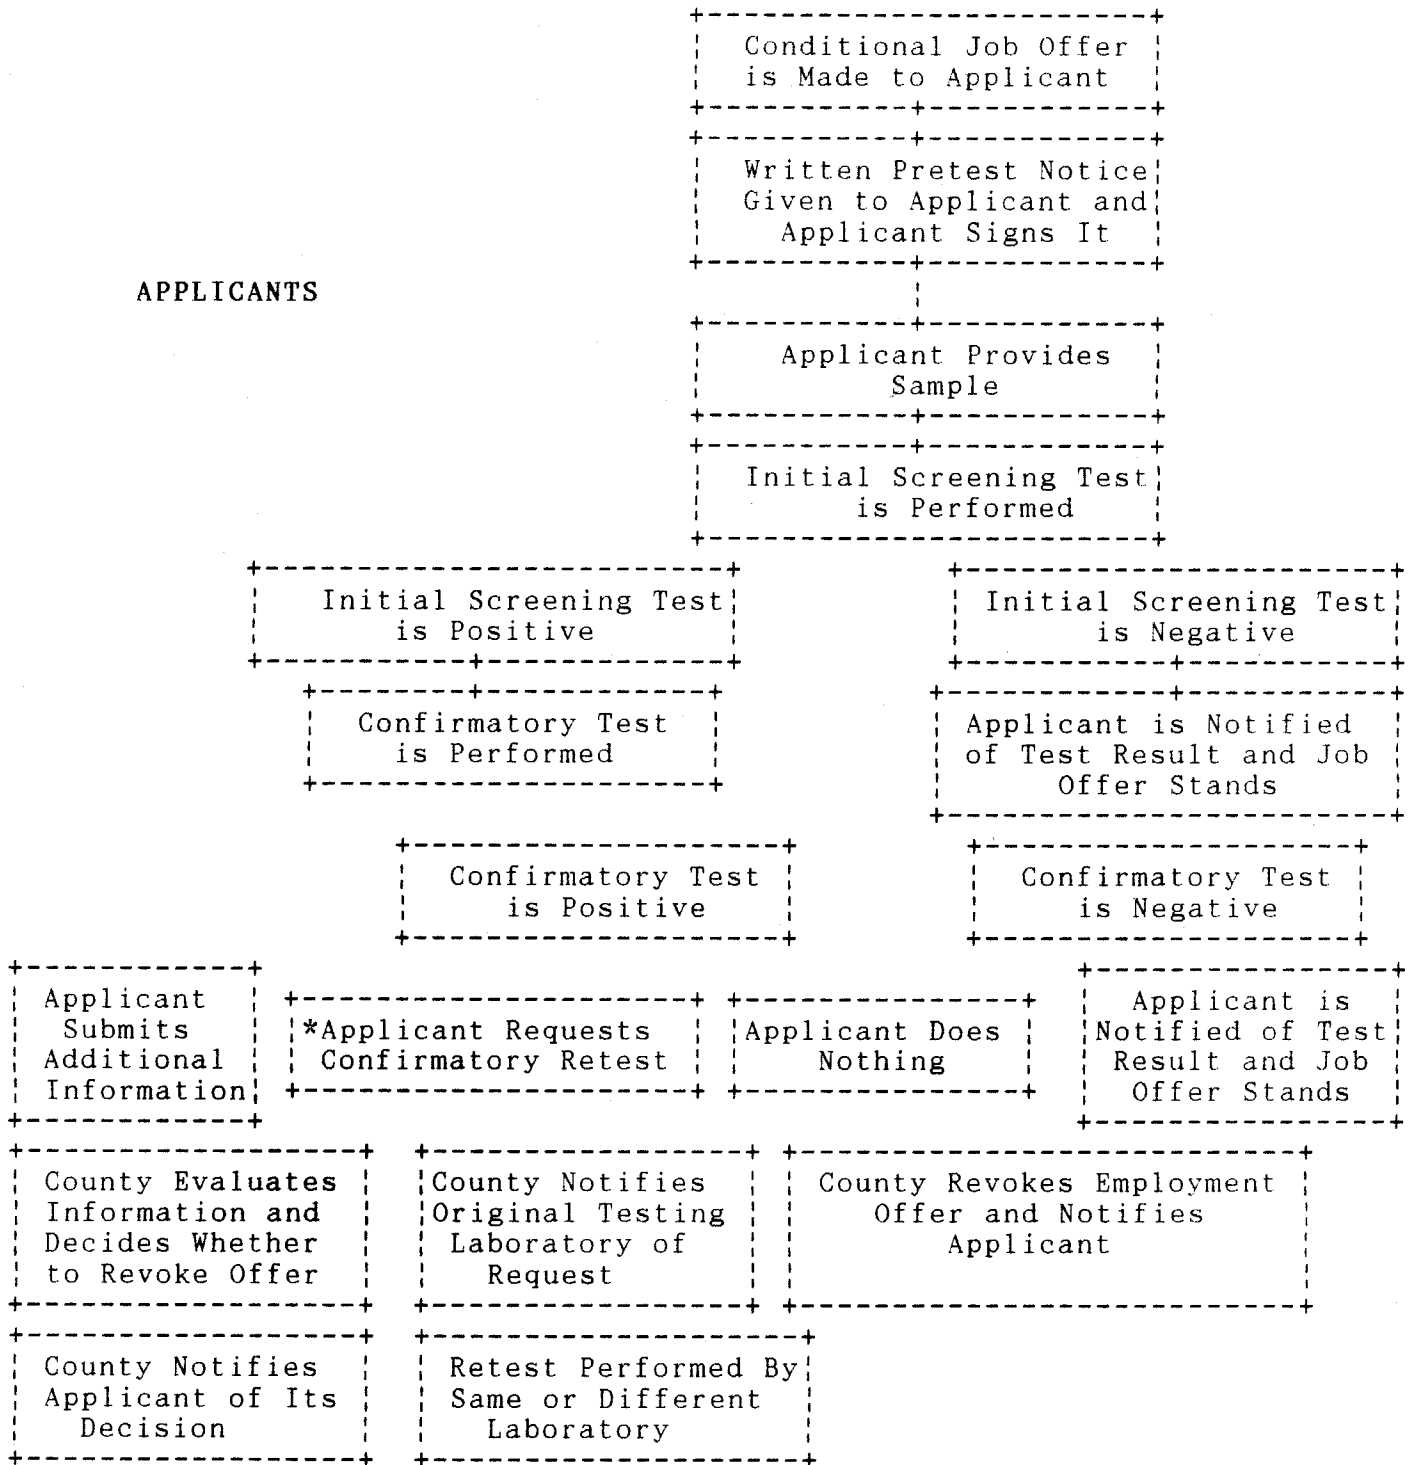 Conditional Job Offer
is Made to Applicant
Written Pretest Notice
Given to Applicant and
Applicant Signs It
APPLICANTS
Applicant Provides
Sample
Initial Screening Test
is Performed
Initial Screening Test
is Positive
Initial Screening Test
is Negative
Confirmatory Test
is Performed
Applicant is Notified
of Test Result and Job
Offer Stands
Confirmatory Test
is Positive
Confirmatory Test
is Negative
Applicant
Submits
Additional
Information
*Applicant Requests
Confirmatory Retest
Applicant Does
Nothing
Applicant is
Notified of Test
Result and Job
Offer Stands
County Evaluates
Information and
Decides Whether
to Revoke Offer
County Notifies
Original Testing
Laboratory of
Request
County Revokes Employment
Offer and Notifies
Applicant
County Notifies
Applicant of Its
Decision
Retest Performed By
Same or Different
Laboratory